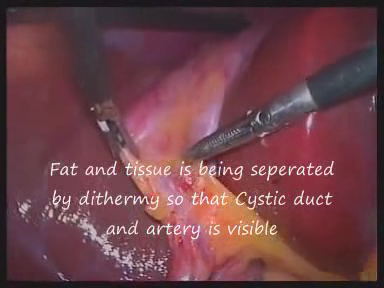 Fat and tissue is being seperated
by dithermy so that Cystic duct
and artery is visible